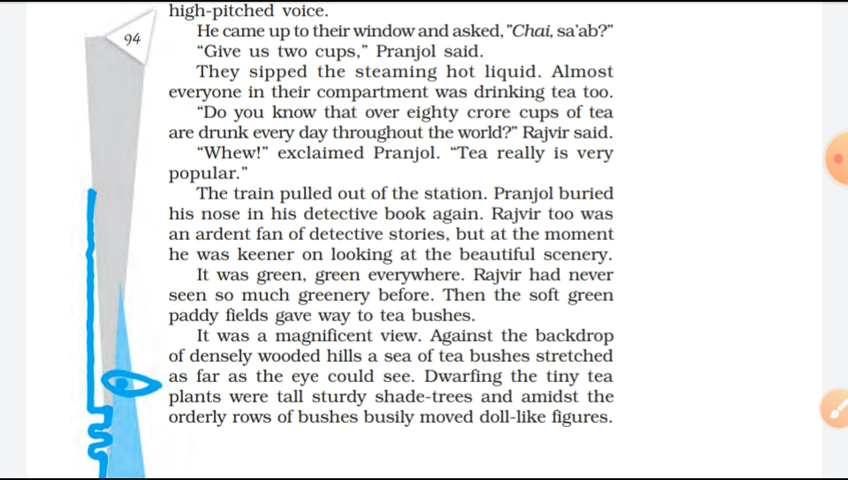 high-pitched voice.
94
He came up to their window and asked, "Chai, sa'ab?"
“Give us two cups,” Pranjol said.
They sipped the steaming hot liquid. Almost
everyone in their compartment was drinking tea too.
“Do you know that over eighty crore cups of tea
are drunk every day throughout the world?” Rajvir said.
“Whew!” exclaimed Pranjol. “Tea really is very
popular.”
The train pulled out of the station. Pranjol buried
his nose in his detective book again. Rajvir too was
an ardent fan of detective stories, but at the moment
he was keener on looking at the beautiful scenery.
It was green, green everywhere. Rajvir had never
seen so much greenery before. Then the soft green
paddy fields gave way to tea bushes.
It was a magnificent view. Against the backdrop
of densely wooded hills a sea of tea bushes stretched
as far as the eye could see. Dwarfing the tiny tea
plants were tall sturdy shade-trees and amidst the
orderly rows of bushes busily moved doll-like figures.